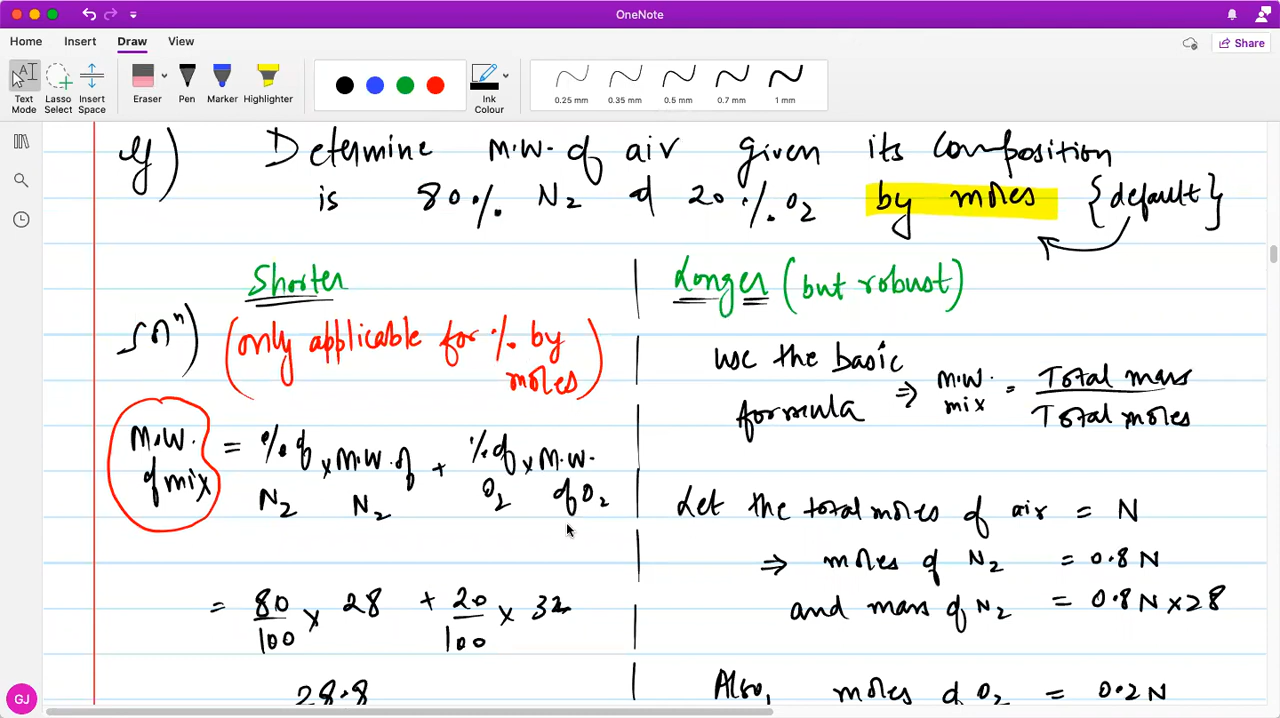 OneNote
Home Insert Draw View
Share
Text Mode
Lasso Select
Insert Space
Eraser
Pen
Marker
Highlighter
Ink Colour
0.25 mm
0.35 mm
0.5 mm
0.7 mm
1 mm
eg) Determine M.W. of air given its composition
is 80% N2 & 20% O2 by moles {default}
Shorter
Soln) (only applicable for % by
moles)
M.W. of mix = % of N2 x M.W. of N2 + % of O2 x M.W. of O2
= 80/100 x 28 + 20/100 x 32
28.8
Longer (but robust)
use the basic
formula ⇒ M.W. mix = Total mass / Total moles
Let the total moles of air = N
⇒ moles of N2 = 0.8 N
and mass of N2 = 0.8 N x 28
Also, moles of O2 = 0.2 N
GJ